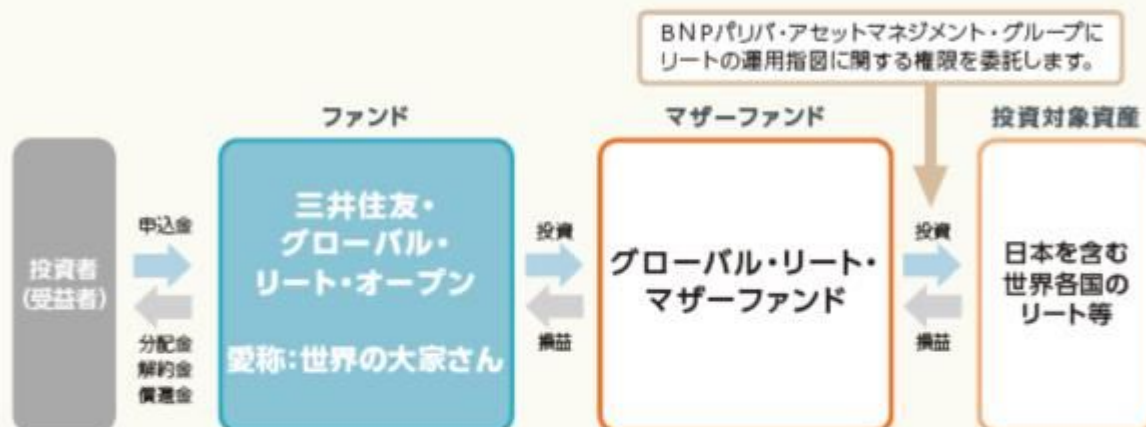 BNPパリバ・アセットマネジメント・グループに
リートの運用指図に関する権限を委託します。
ファンド
マザーファンド
投資対象資産
投資者
(受益者)
申込金
分配金
解約金
償還金
三井住友・
グローバル・
リート・オープン
愛称:世界の大家さん
投資
損益
グローバル・リート・
マザーファンド
投資
損益
日本を含む
世界各国の
リート等